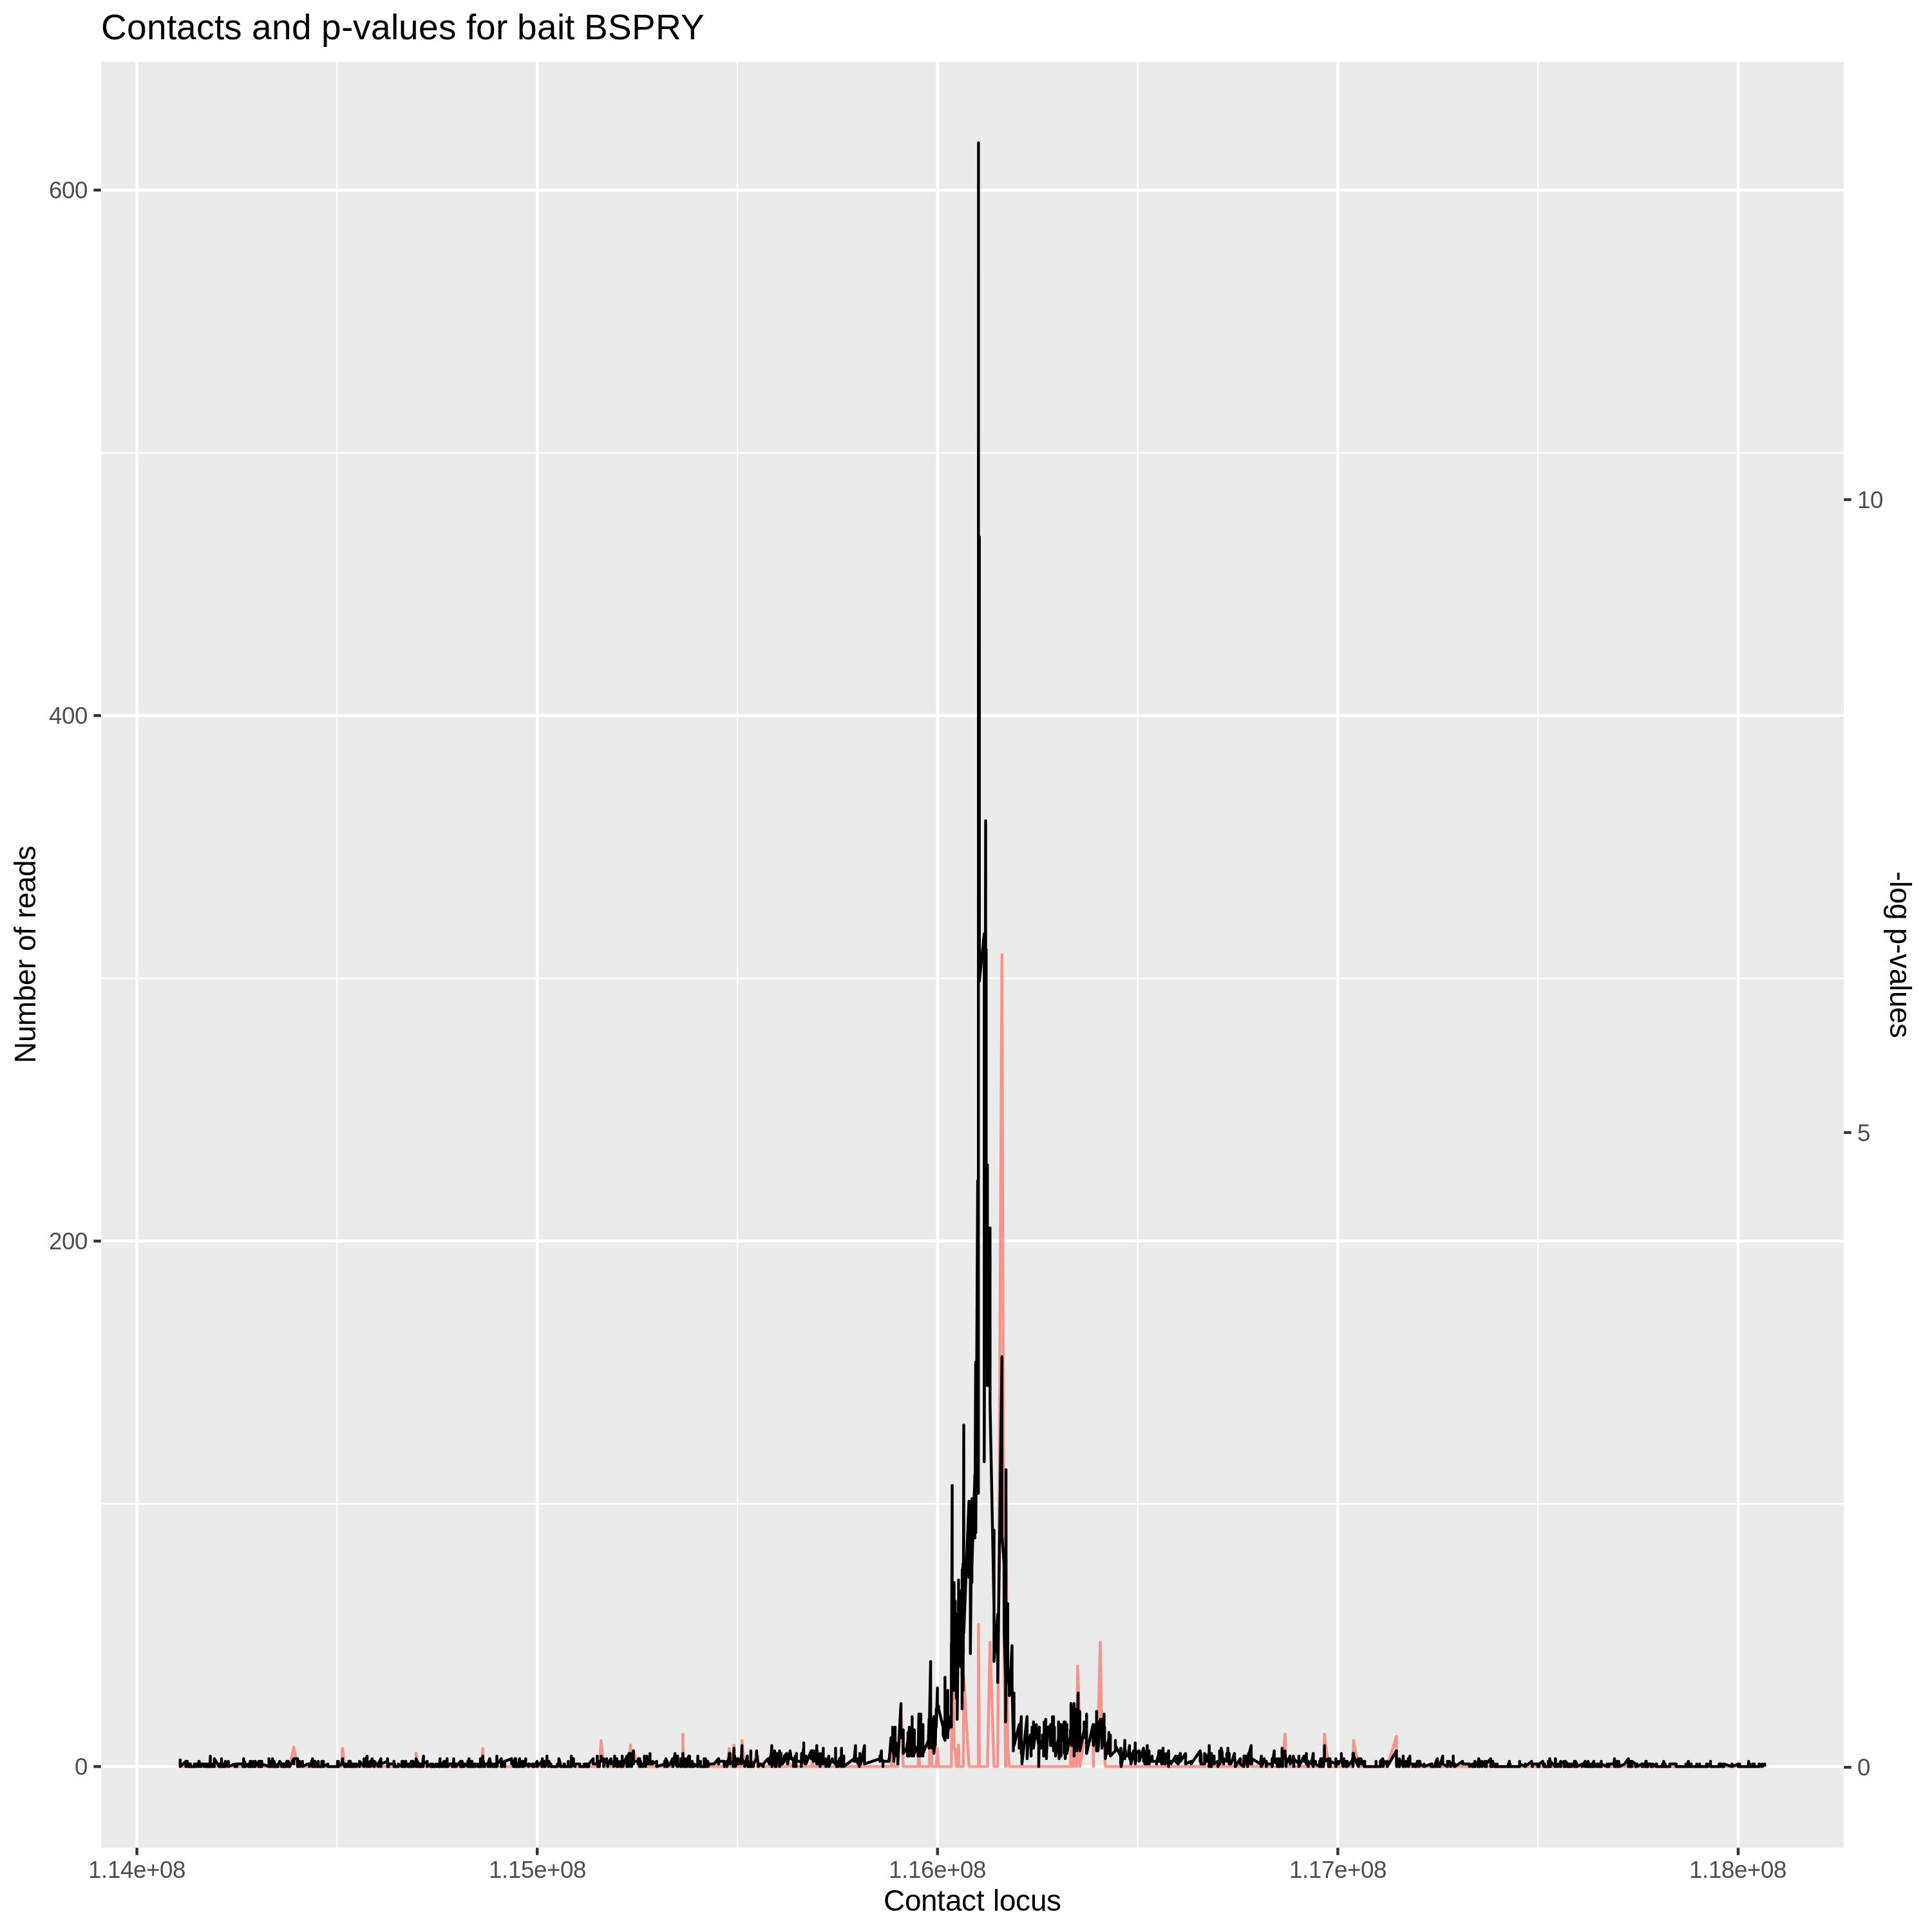 Contacts and p-values for bait BSPRY
600
400
200
0
Number of reads
10
5
0
-log p-values
1.14e+08
1.15e+08
1.16e+08
1.17e+08
1.18e+08
Contact locus